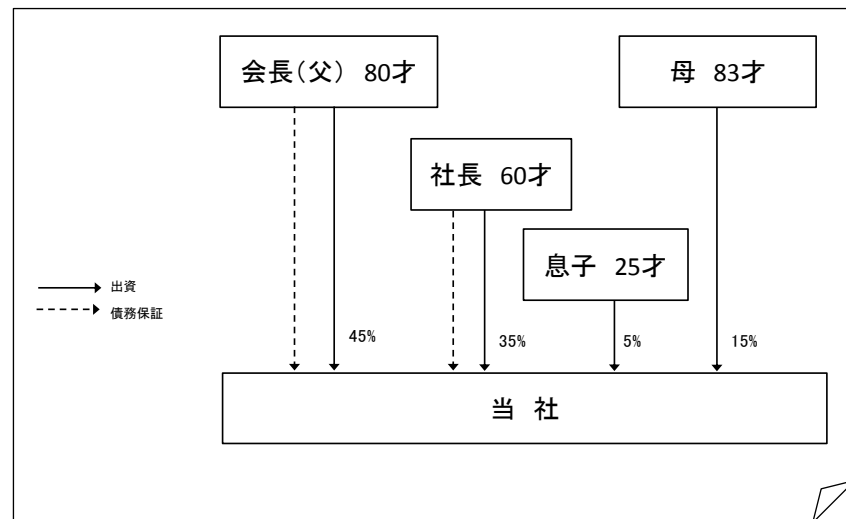 会長(父) 80才
母 83才
社長 60才
息子 25才
出資
債務保証
45%
35%
5%
15%
当 社